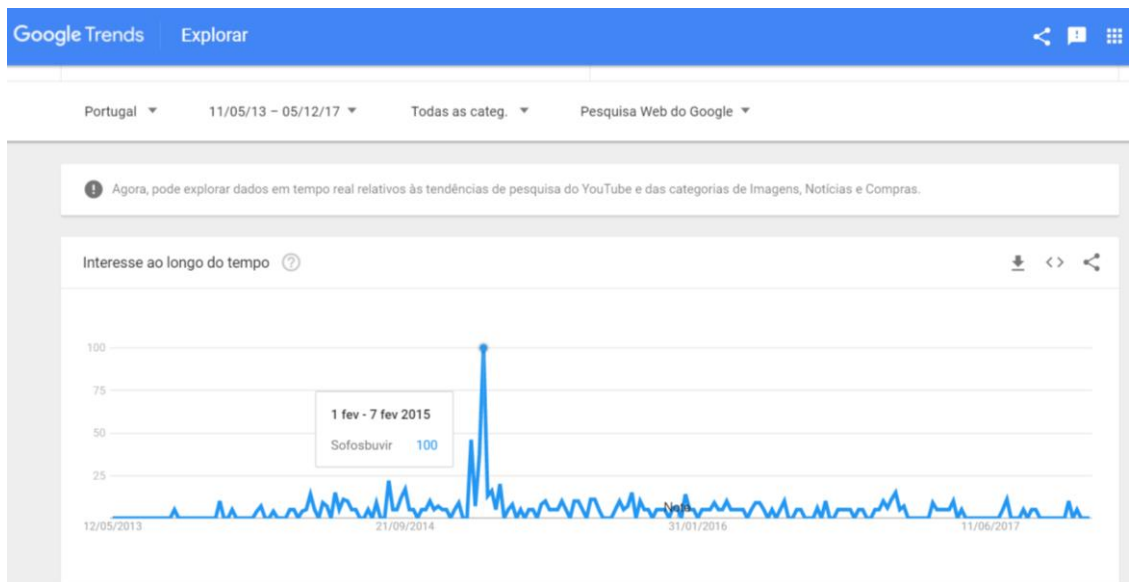 Google Trends Explorar
Portugal 11/05/13 – 05/12/17 Todas as categ. Pesquisa Web do Google
Agora, pode explorar dados em tempo real relativos às tendências de pesquisa do YouTube e das categorias de Imagens, Notícias e Compras.
Interesse ao longo do tempo
100
75
50
25
1 fev - 7 fev 2015
Sofosbuvir 100
Nota
12/05/2013 21/09/2014 31/01/2016 11/06/2017